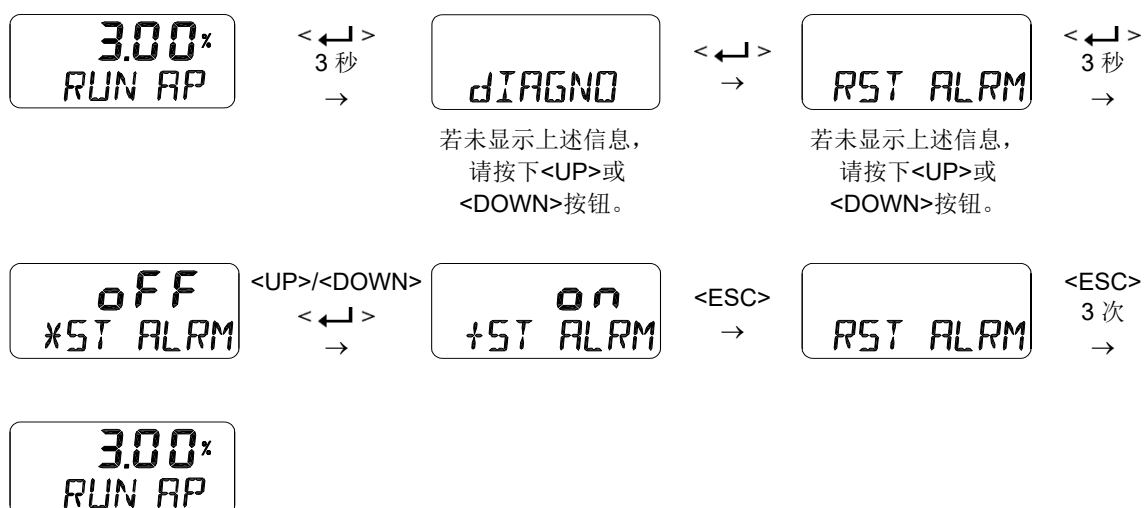 3.00%
RUN AP
< ↵ >
3 秒
→
dIAGNO
若未显示上述信息，
请按下<UP>或
<DOWN>按钮。
< ↵ >
→
RST ALRM
若未显示上述信息，
请按下<UP>或
<DOWN>按钮。
< ↵ >
3 秒
→
oFF
*ST ALRM
<UP>/<DOWN>
< ↵ >
→
on
+ST ALRM
<ESC>
→
RST ALRM
<ESC>
3 次
→
3.00%
RUN AP